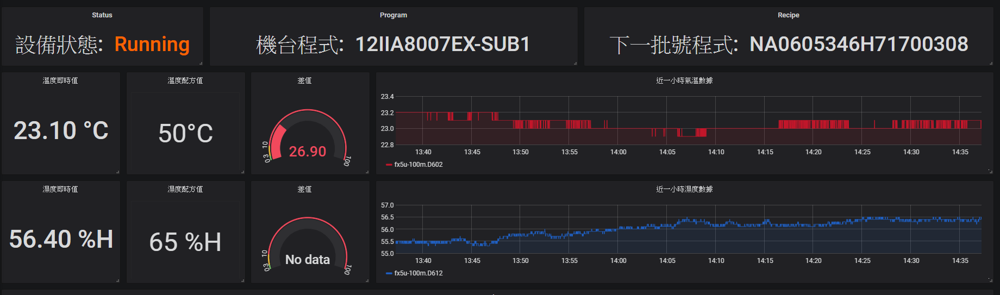 Status
設備狀態: Running
Program
機台程式: 12IIA8007EX-SUB1
Recipe
下一批號程式: NA0605346H71700308
溫度即時值
23.10 °C
溫度配方值
50°C
差值
0 3 10 100
26.90
近一小時氣溫數據
23.4
23.2
23.0
22.8
13:40 13:45 13:50 13:55 14:00 14:05 14:10 14:15 14:20 14:25 14:30 14:35
fx5u-100m.D602
濕度即時值
56.40 %H
濕度配方值
65 %H
差值
0 3 10 100
No data
近一小時濕度數據
57.0
56.5
56.0
55.5
55.0
13:40 13:45 13:50 13:55 14:00 14:05 14:10 14:15 14:20 14:25 14:30 14:35
fx5u-100m.D612